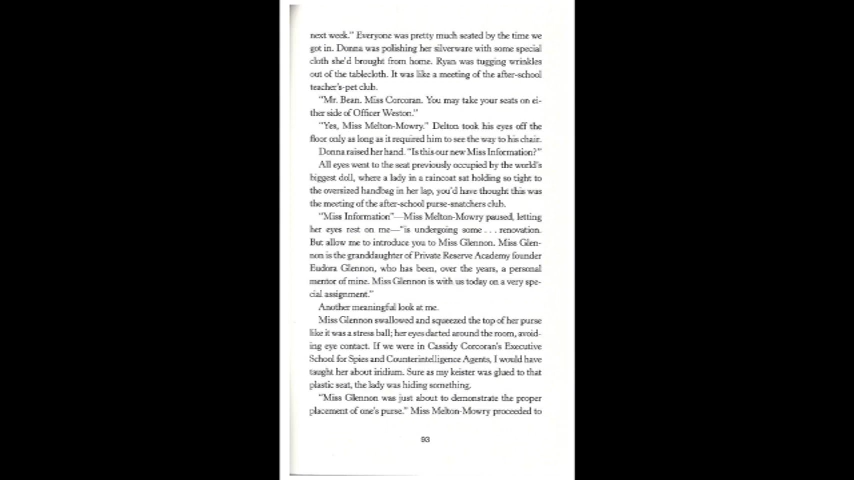 next week." Everyone was pretty much seated by the time we
got in. Donna was polishing her silverware with some special
cloth she'd brought from home. Ryan was tugging wrinkles
out of the tablecloth. It was like a meeting of the after-school
teacher's-pet club.
"Mr. Bean. Miss Corcoran. You may take your seats on ei-
ther side of Officer Weston."
"Yes, Miss Melton-Mowry." Delton took his eyes off the
floor only as long as it required him to see the way to his chair.
Donna raised her hand. "Is this our new Miss Information?"
All eyes went to the seat previously occupied by the world's
biggest doll, where a lady in a raincoat sat holding so tight to
the oversized handbag in her lap, you'd have thought this was
the meeting of the after-school purse-snatchers club.
"Miss Information"—Miss Melton-Mowry paused, letting
her eyes rest on me—"is undergoing some . . . renovation.
But allow me to introduce you to Miss Glennon. Miss Glen-
non is the granddaughter of Private Reserve Academy founder
Eudora Glennon, who has been, over the years, a personal
mentor of mine. Miss Glennon is with us today on a very spe-
cial assignment."
Another meaningful look at me.
Miss Glennon swallowed and squeezed the top of her purse
like it was a stress ball; her eyes darted around the room, avoid-
ing eye contact. If we were in Cassidy Corcoran's Executive
School for Spies and Counterintelligence Agents, I would have
taught her about iridium. Sure as my keister was glued to that
plastic seat, the lady was hiding something.
"Miss Glennon was just about to demonstrate the proper
placement of one's purse." Miss Melton-Mowry proceeded to
93